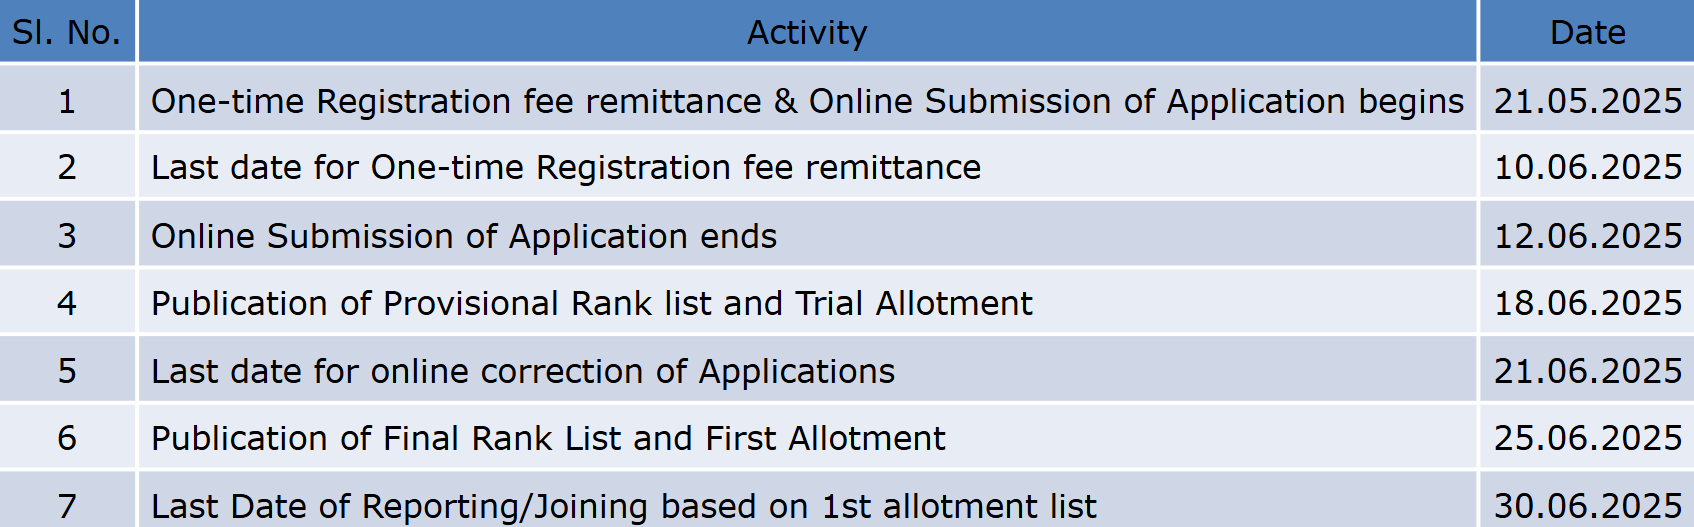 Sl. No. Activity Date
1 One-time Registration fee remittance & Online Submission of Application begins 21.05.2025
2 Last date for One-time Registration fee remittance 10.06.2025
3 Online Submission of Application ends 12.06.2025
4 Publication of Provisional Rank list and Trial Allotment 18.06.2025
5 Last date for online correction of Applications 21.06.2025
6 Publication of Final Rank List and First Allotment 25.06.2025
7 Last Date of Reporting/Joining based on 1st allotment list 30.06.2025